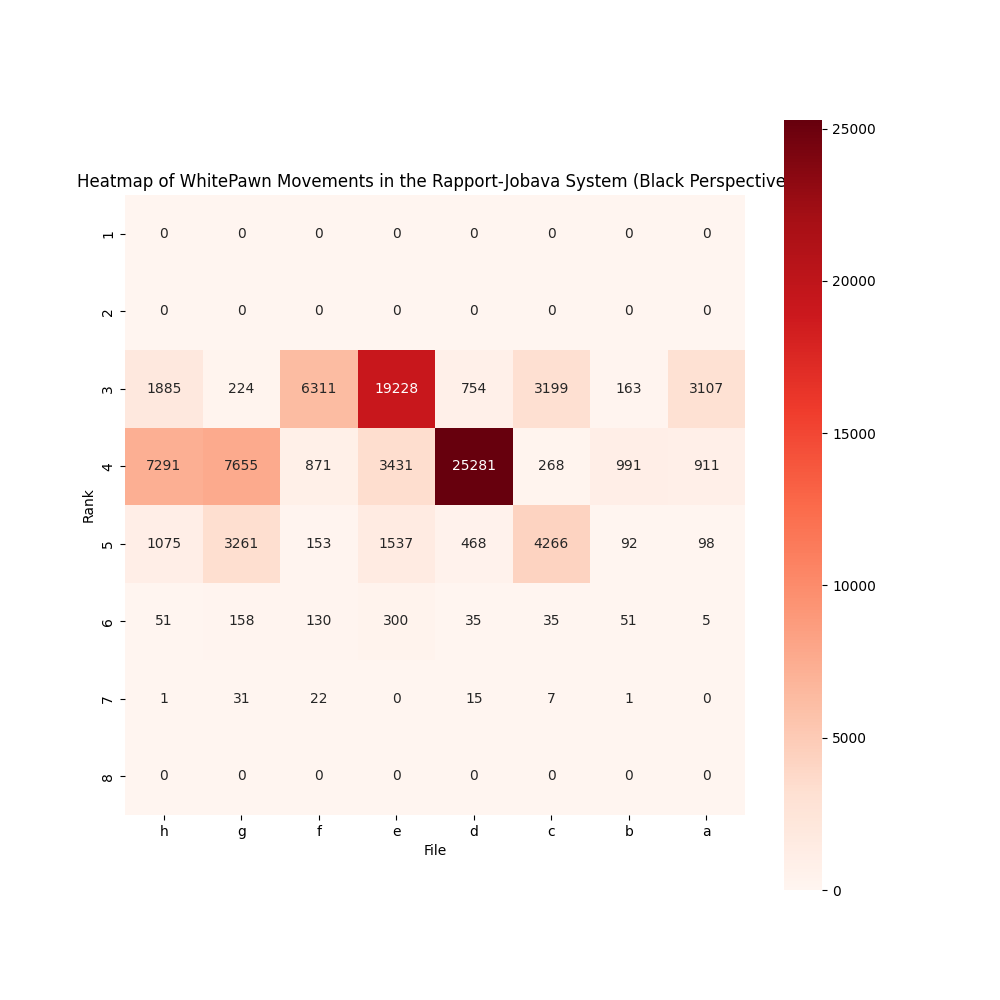 Heatmap of WhitePawn Movements in the Rapport-Jobava System (Black Perspective
1 0 0 0 0 0 0 0 0
2 0 0 0 0 0 0 0 0
3 1885 224 6311 19228 754 3199 163 3107
4 7291 7655 871 3431 25281 268 991 911
5 1075 3261 153 1537 468 4266 92 98
6 51 158 130 300 35 35 51 5
7 1 31 22 0 15 7 1 0
8 0 0 0 0 0 0 0 0
h g f e d c b a
File
Rank
25000
20000
15000
10000
5000
0